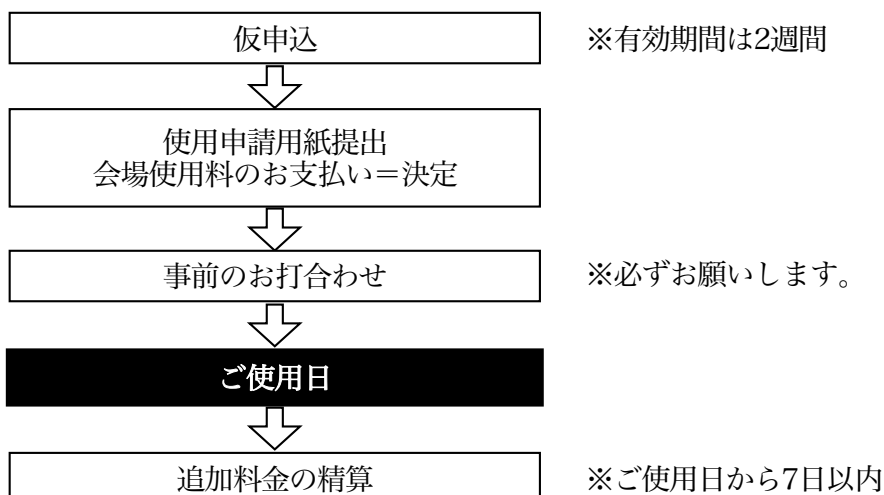 仮申込
※有効期間は2週間
使用申請用紙提出
会場使用料のお支払い＝決定
事前のお打合わせ
※必ずお願いします。
ご使用日
追加料金の精算
※ご使用日から7日以内